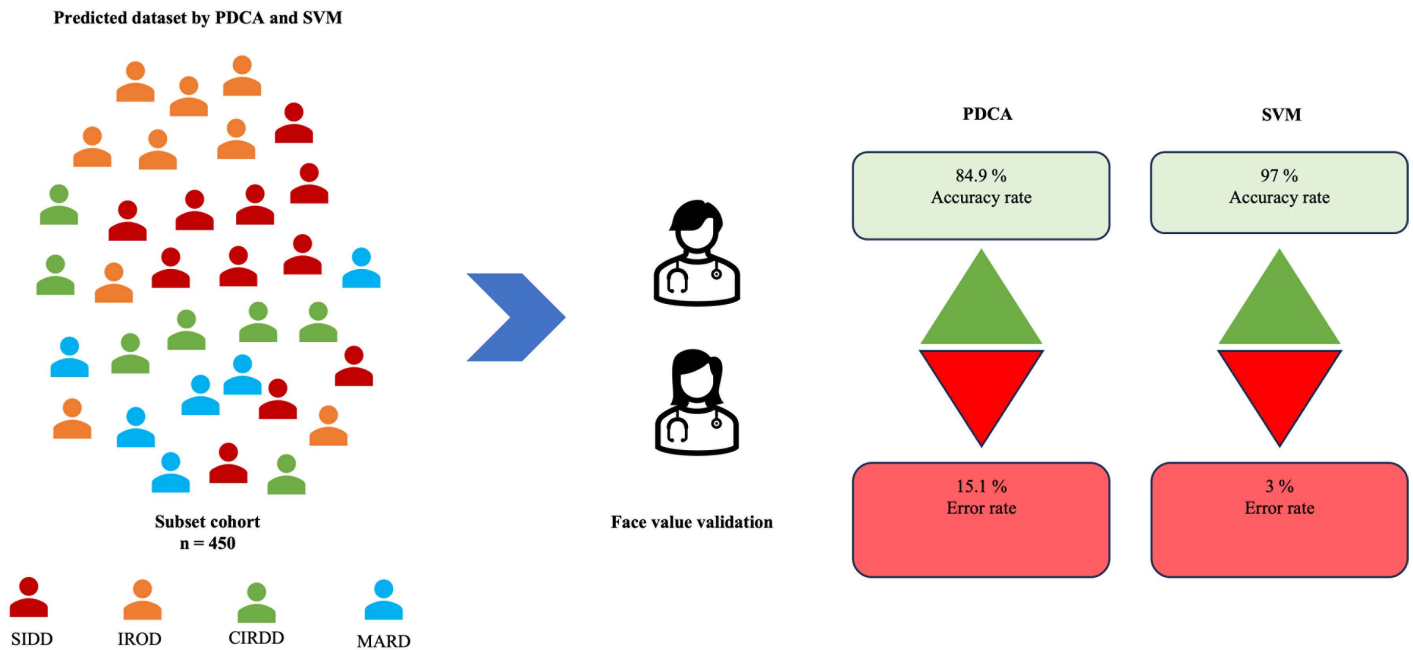 Predicted dataset by PDCA and SVM
Subset cohort
n = 450
SIDD
IROD
CIRDD
MARD
Face value validation
PDCA
84.9 %
Accuracy rate
15.1 %
Error rate
SVM
97 %
Accuracy rate
3 %
Error rate